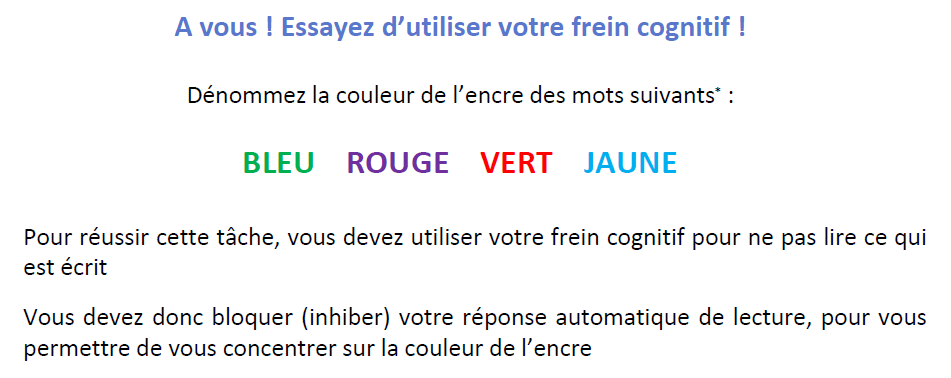 A vous ! Essayez d’utiliser votre frein cognitif !
Dénommez la couleur de l’encre des mots suivants* :
BLEU ROUGE VERT JAUNE
Pour réussir cette tâche, vous devez utiliser votre frein cognitif pour ne pas lire ce qui
est écrit
Vous devez donc bloquer (inhiber) votre réponse automatique de lecture, pour vous
permettre de vous concentrer sur la couleur de l’encre